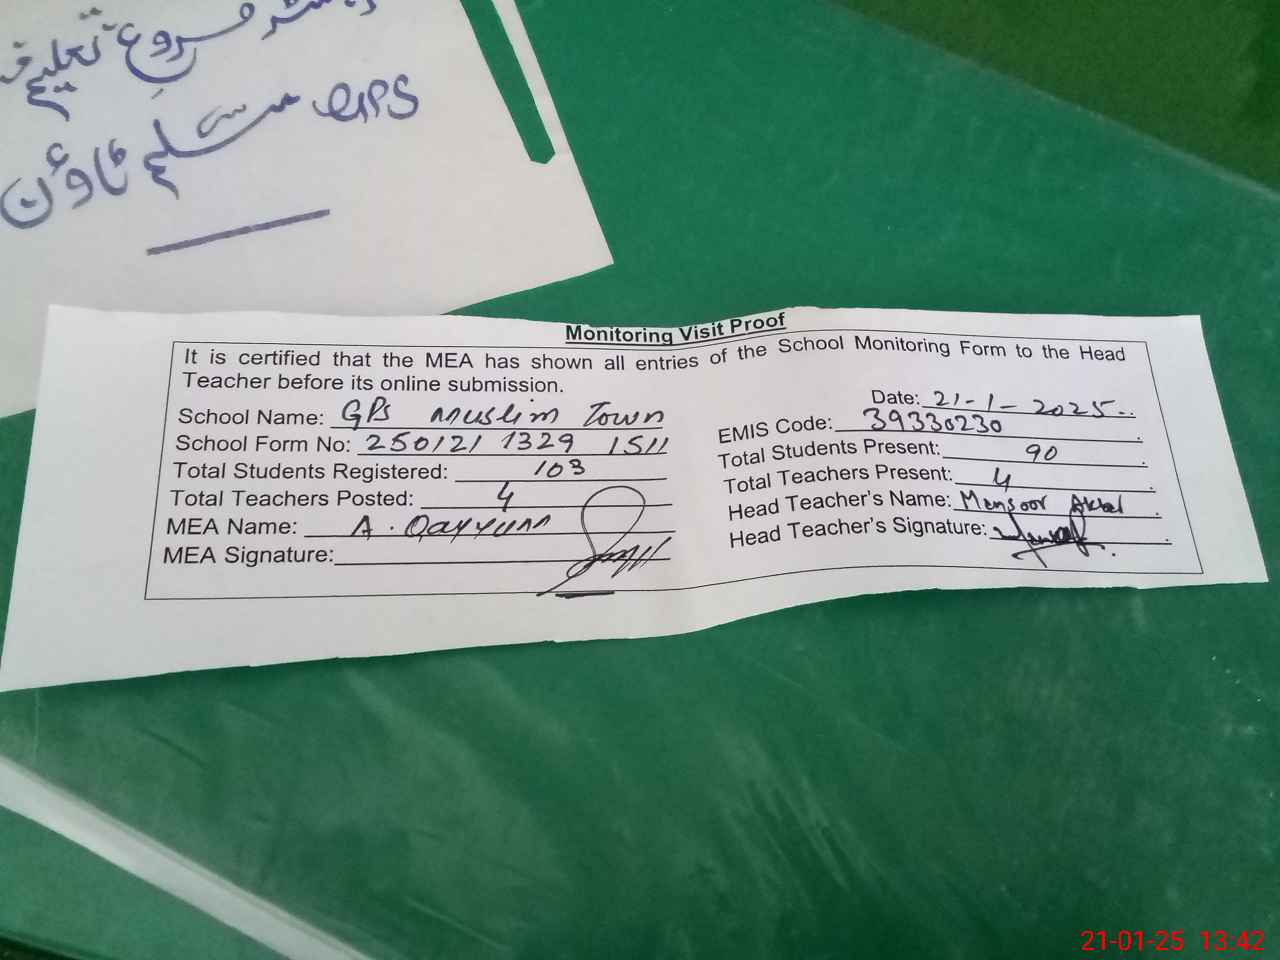 رجسٹر فروغ تعلیم
GPS مسلم ٹاؤن
Monitoring Visit Proof
It is certified that the MEA has shown all entries of the School Monitoring Form to the Head
Teacher before its online submission.
Date: 21-1-2025..
School Name: GPS Muslim Town
EMIS Code: 39330230
School Form No: 250121 1329 1511
Total Students Present: 90
Total Students Registered: 103
Total Teachers Present: 4
Total Teachers Posted: 4
Head Teacher's Name: Mansoor Akbal
MEA Name: A. Qayyum
Head Teacher's Signature:
MEA Signature:
21-01-25 13:42